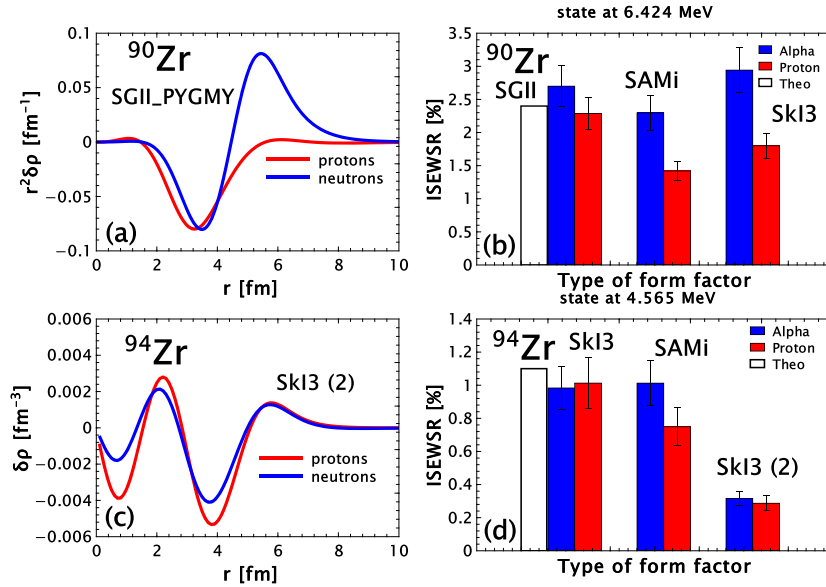 0.1
0.05
0
−0.05
−0.1
r²δρ [fm⁻¹]
⁹⁰Zr
SGII_PYGMY
protons
neutrons
(a)
0 2 4 6 8 10
r [fm]
state at 6.424 MeV
3.5
3
2.5
2
1.5
1
0.5
0
ISEWSR [%]
⁹⁰Zr
SGII
SAMi
SkI3
Alpha
Proton
Theo
(b)
Type of form factor
0.006
0.004
0.002
0
−0.002
−0.004
−0.006
δρ [fm⁻³]
⁹⁴Zr
SkI3 (2)
protons
neutrons
(c)
0 2 4 6 8 10
r [fm]
state at 4.565 MeV
1.4
1.2
1
0.8
0.6
0.4
0.2
0
ISEWSR [%]
⁹⁴Zr
SkI3
SAMi
SkI3 (2)
Alpha
Proton
Theo
(d)
Type of form factor